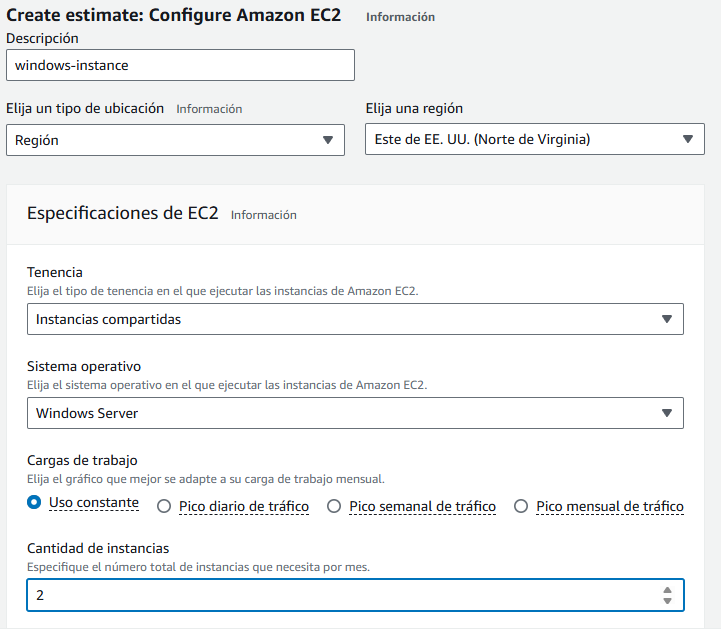 Create estimate: Configure Amazon EC2 Información
Descripción
windows-instance
Elija un tipo de ubicación Información Elija una región
Región Este de EE. UU. (Norte de Virginia)
Especificaciones de EC2 Información
Tenencia
Elija el tipo de tenencia en el que ejecutar las instancias de Amazon EC2.
Instancias compartidas
Sistema operativo
Elija el sistema operativo en el que ejecutar las instancias de Amazon EC2.
Windows Server
Cargas de trabajo
Elija el gráfico que mejor se adapte a su carga de trabajo mensual.
Uso constante Pico diario de tráfico Pico semanal de tráfico Pico mensual de tráfico
Cantidad de instancias
Especifique el número total de instancias que necesita por mes.
2